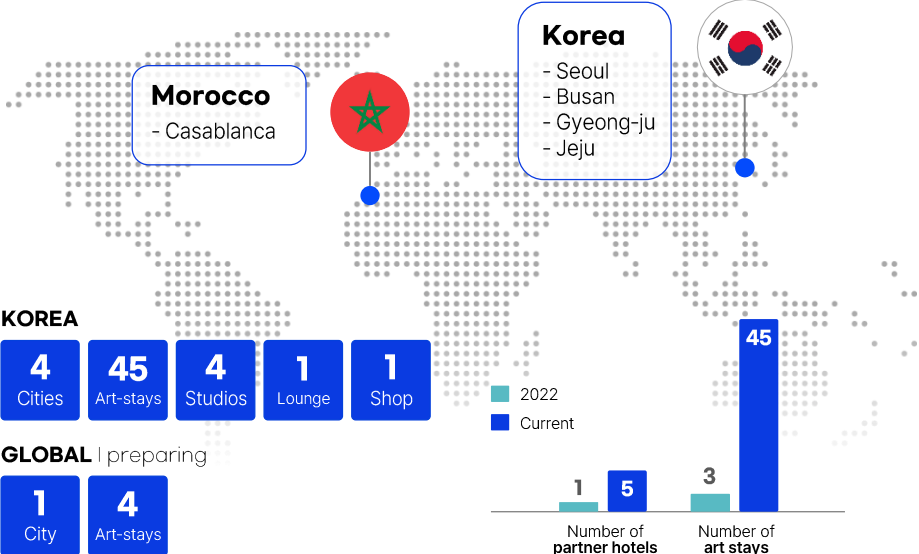 Morocco
- Casablanca
Korea
- Seoul
- Busan
- Gyeong-ju
- Jeju
KOREA
4
Cities
45
Art-stays
4
Studios
1
Lounge
1
Shop
GLOBAL | preparing
1
City
4
Art-stays
2022
Current
1
5
3
45
Number of
partner hotels
Number of
art stays